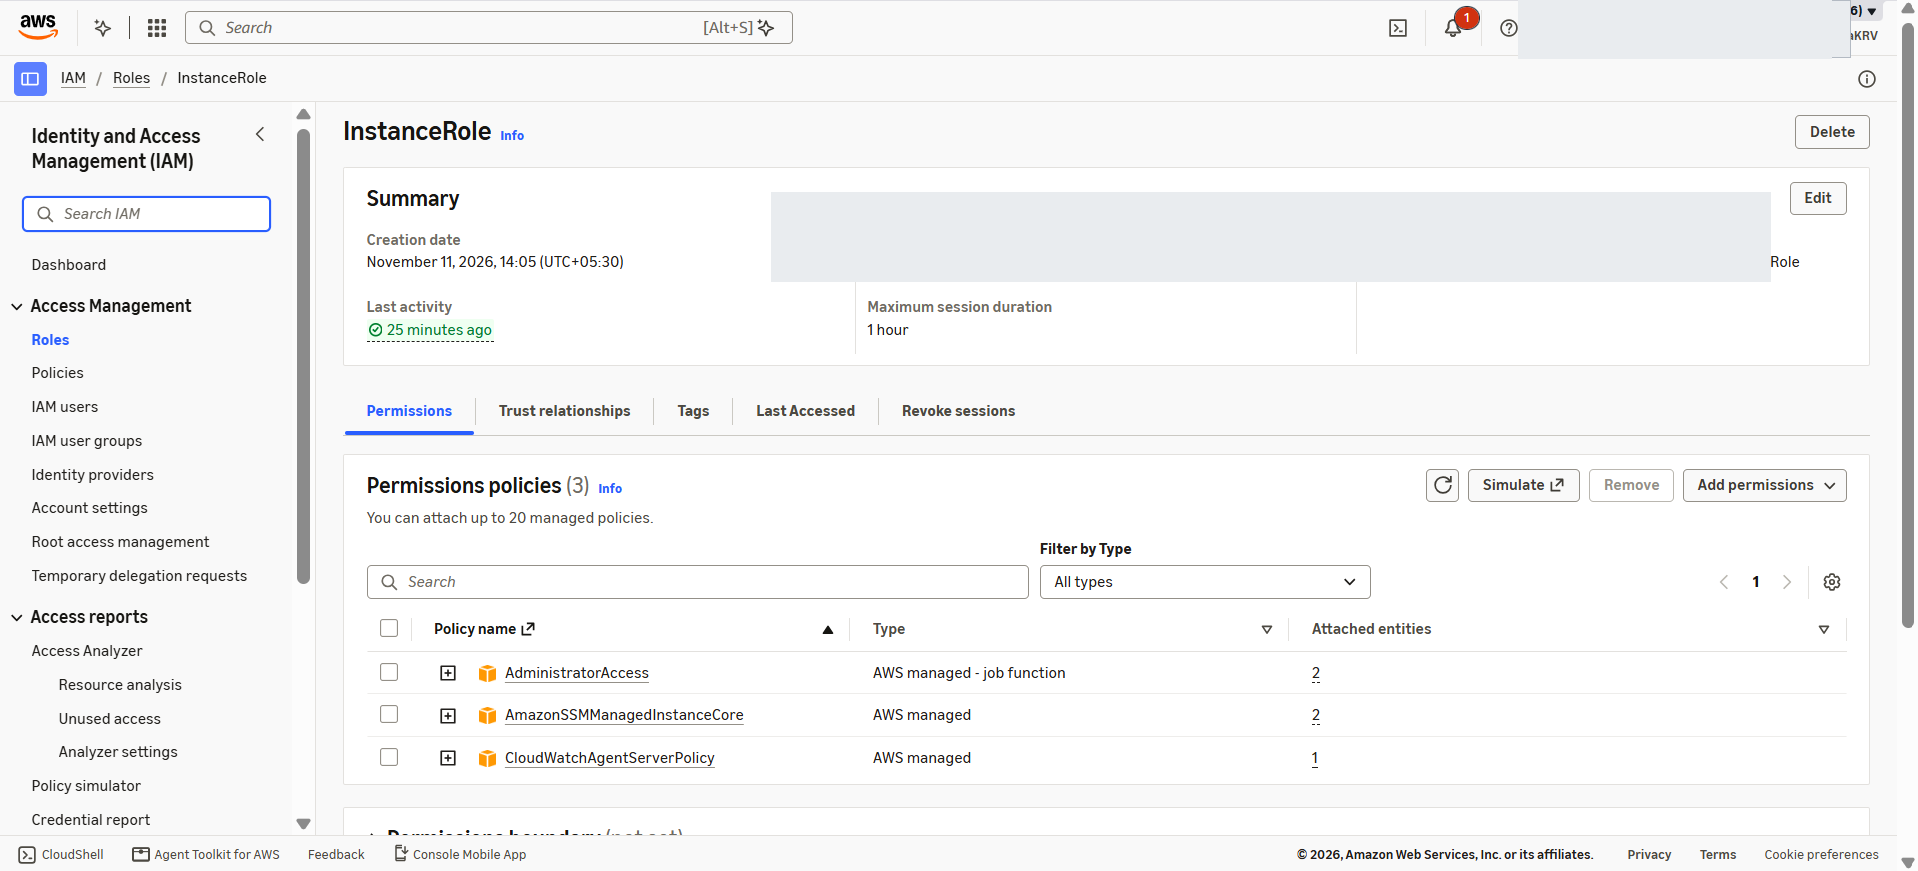 aws
Search [Alt+S]
1
6)
aKRV
IAM / Roles / InstanceRole
Identity and Access Management (IAM)
Search IAM
Dashboard
Access Management
Roles
Policies
IAM users
IAM user groups
Identity providers
Account settings
Root access management
Temporary delegation requests
Access reports
Access Analyzer
Resource analysis
Unused access
Analyzer settings
Policy simulator
Credential report
InstanceRole Info
Delete
Summary
Edit
Creation date
November 11, 2026, 14:05 (UTC+05:30)
Role
Last activity
25 minutes ago
Maximum session duration
1 hour
Permissions
Trust relationships
Tags
Last Accessed
Revoke sessions
Permissions policies (3) Info
You can attach up to 20 managed policies.
Simulate
Remove
Add permissions
Filter by Type
Search
All types
1
Policy name Type Attached entities
AdministratorAccess AWS managed - job function 2
AmazonSSMManagedInstanceCore AWS managed 2
CloudWatchAgentServerPolicy AWS managed 1
Permissions boundary (not set)
CloudShell
Agent Toolkit for AWS
Feedback
Console Mobile App
© 2026, Amazon Web Services, Inc. or its affiliates.
Privacy
Terms
Cookie preferences